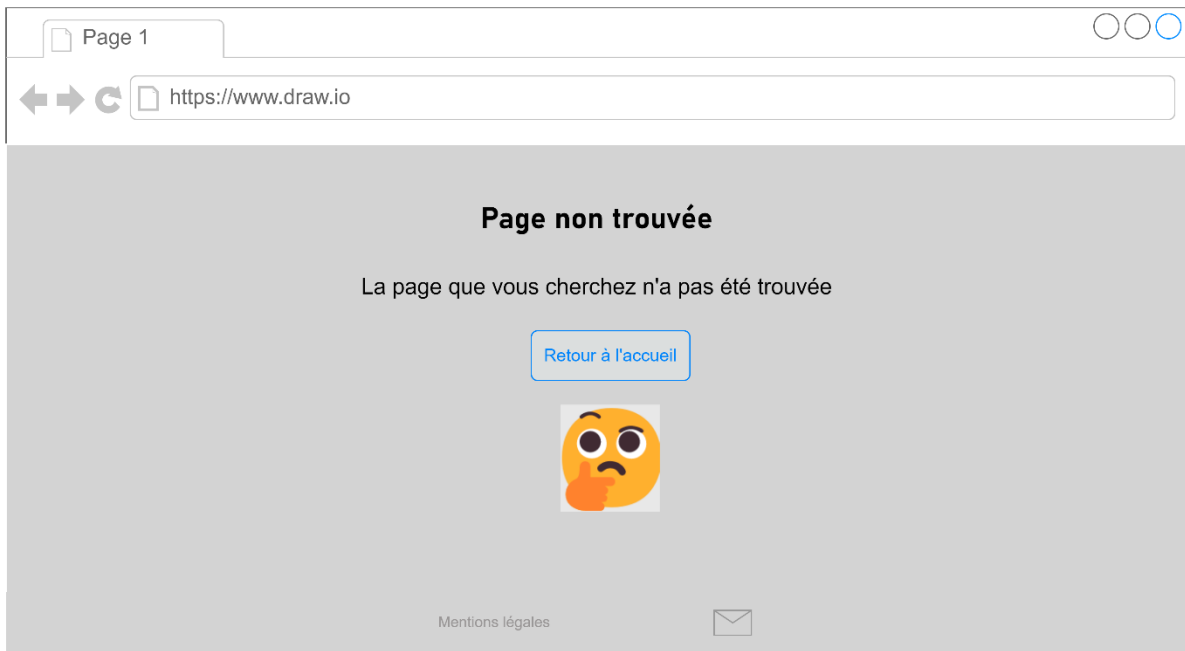 Page 1
https://www.draw.io
Page non trouvée
La page que vous cherchez n'a pas été trouvée
Retour à l'accueil
Mentions légales